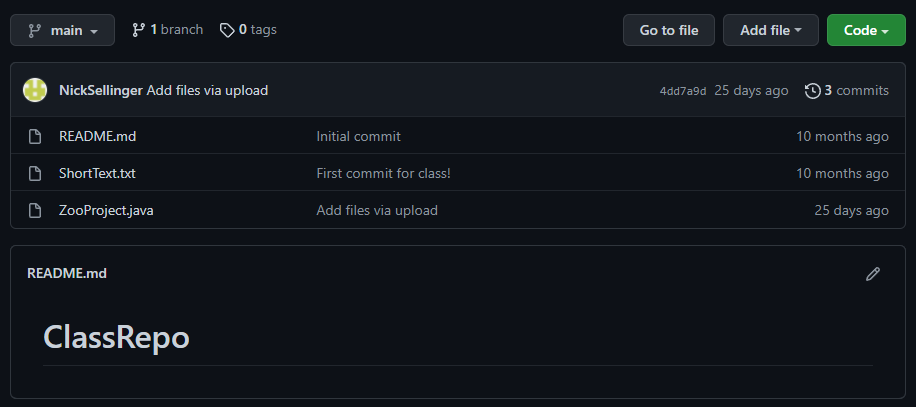 main 1 branch 0 tags Go to file Add file Code
NickSellinger Add files via upload 4dd7a9d 25 days ago 3 commits
README.md Initial commit 10 months ago
ShortText.txt First commit for class! 10 months ago
ZooProject.java Add files via upload 25 days ago
README.md
ClassRepo